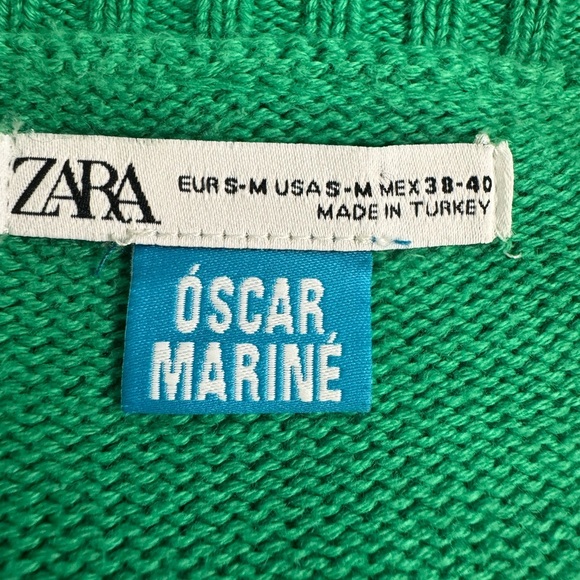 ZARA EUR S-M USA S-M MEX 38-40
MADE IN TURKEY
ÓSCAR
MARINÉ